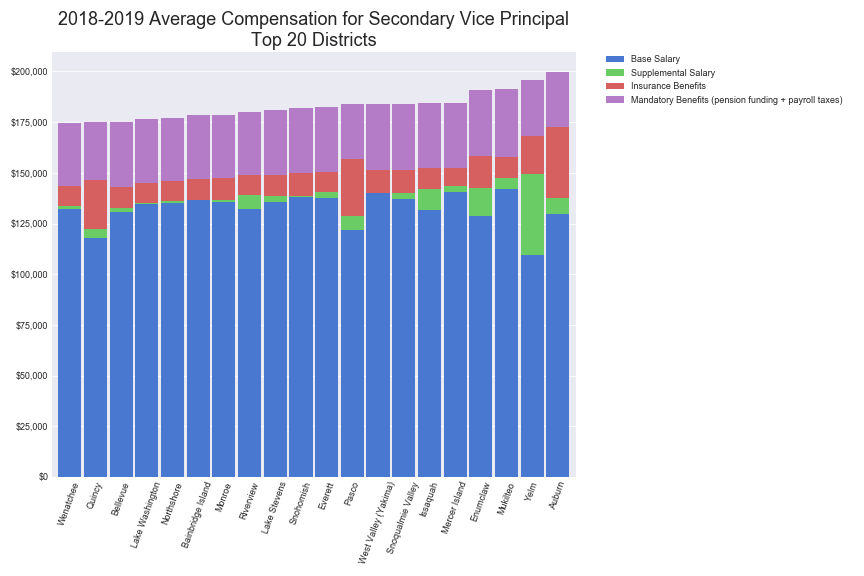 2018-2019 Average Compensation for Secondary Vice Principal
Top 20 Districts
Base Salary
Supplemental Salary
Insurance Benefits
Mandatory Benefits (pension funding + payroll taxes)
$200,000
$175,000
$150,000
$125,000
$100,000
$75,000
$50,000
$25,000
$0
Wenatchee
Quincy
Bellevue
Lake Washington
Northshore
Bainbridge Island
Monroe
Riverview
Lake Stevens
Snohomish
Everett
Pasco
West Valley (Yakima)
Snoqualmie Valley
Issaquah
Mercer Island
Enumclaw
Mukilteo
Yelm
Auburn